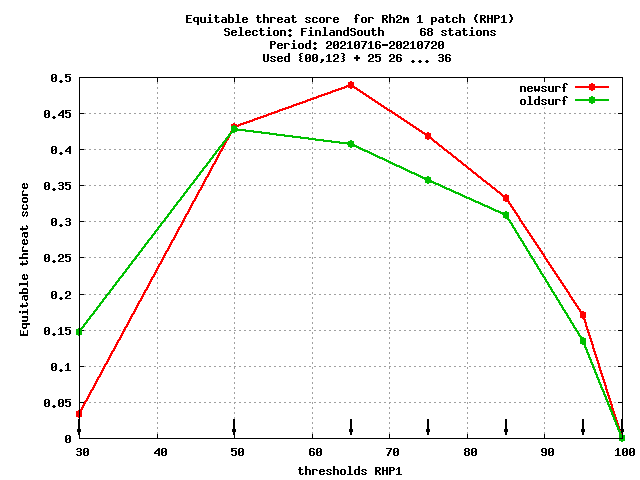 Equitable threat score  for Rh2m 1 patch (RHP1)
Selection: FinlandSouth     68 stations
Period: 20210716-20210720
Used {00,12} + 25 26 ... 36
newsurf
oldsurf
Equitable threat score
0.5
0.45
0.4
0.35
0.3
0.25
0.2
0.15
0.1
0.05
0
30 40 50 60 70 80 90 100
thresholds RHP1